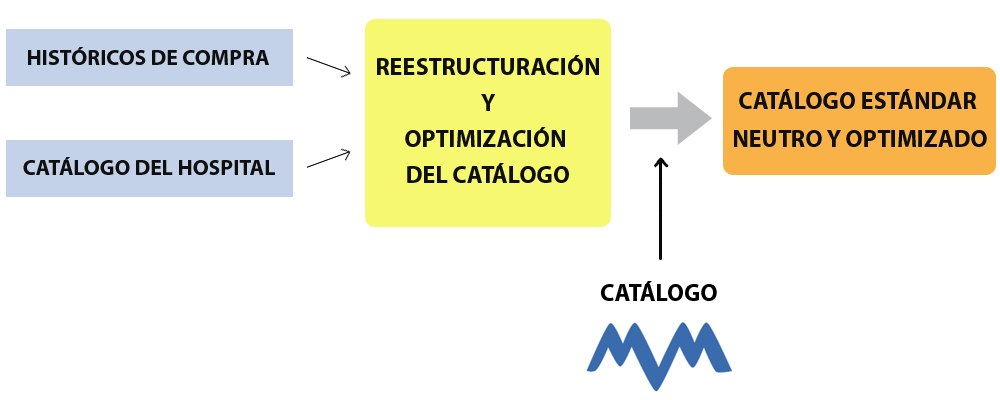 HISTÓRICOS DE COMPRA
CATÁLOGO DEL HOSPITAL
REESTRUCTURACIÓN
Y
OPTIMIZACIÓN
DEL CATÁLOGO
CATÁLOGO ESTÁNDAR
NEUTRO Y OPTIMIZADO
CATÁLOGO